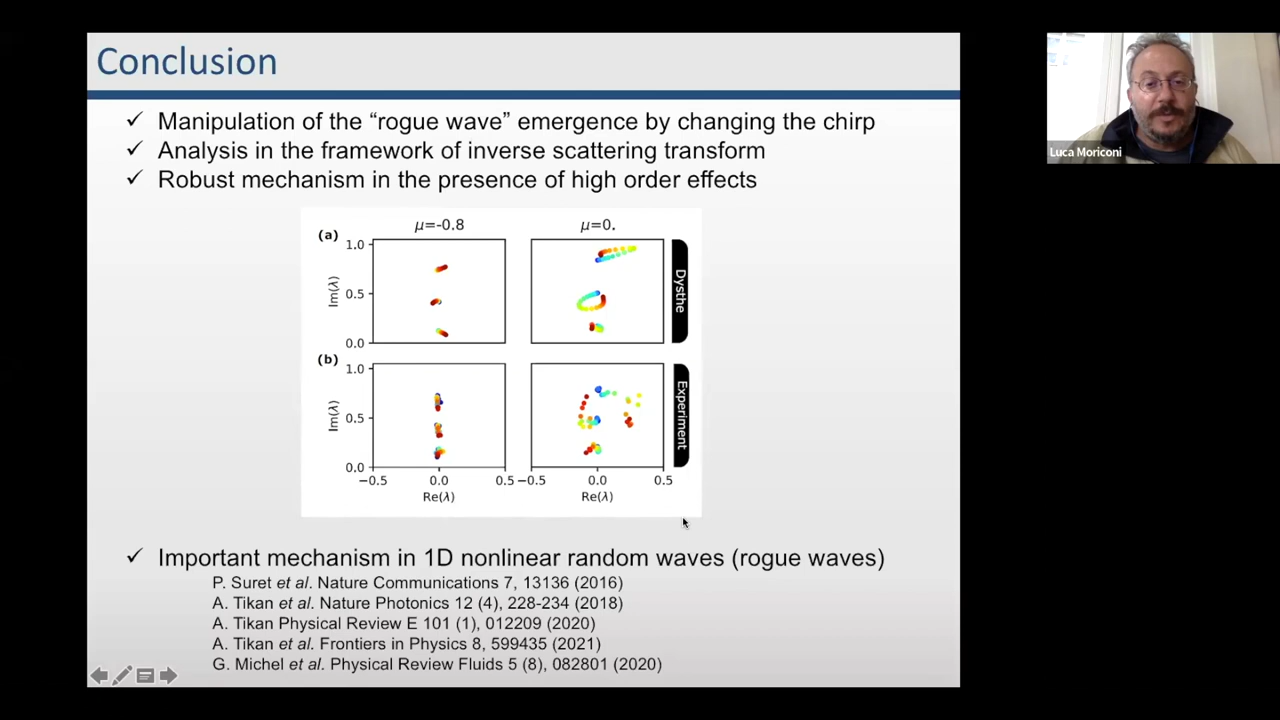 Conclusion
✓ Manipulation of the “rogue wave” emergence by changing the chirp
✓ Analysis in the framework of inverse scattering transform
✓ Robust mechanism in the presence of high order effects
μ=-0.8
μ=0.
(a)
1.0
0.5
0.0
Im(λ)
Dysthe
(b)
1.0
0.5
0.0
Im(λ)
Experiment
−0.5 0.0 0.5
−0.5 0.0 0.5
Re(λ)
Re(λ)
✓ Important mechanism in 1D nonlinear random waves (rogue waves)
P. Suret et al. Nature Communications 7, 13136 (2016)
A. Tikan et al. Nature Photonics 12 (4), 228-234 (2018)
A. Tikan Physical Review E 101 (1), 012209 (2020)
A. Tikan et al. Frontiers in Physics 8, 599435 (2021)
G. Michel et al. Physical Review Fluids 5 (8), 082801 (2020)
Luca Moriconi